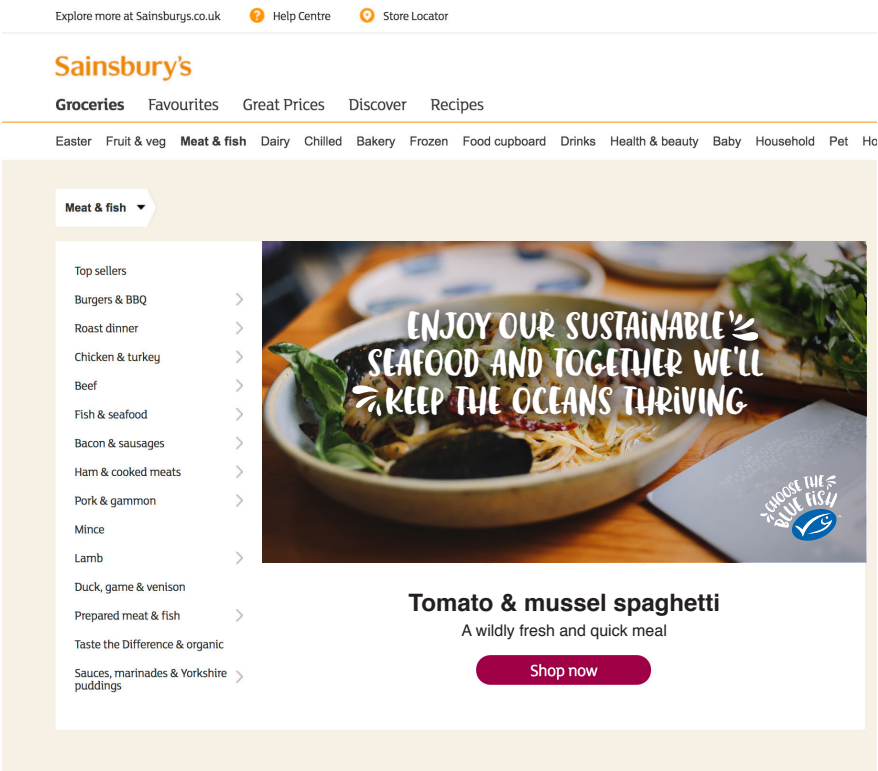 Explore more at Sainsburys.co.uk
Help Centre
Store Locator
Sainsbury's
Groceries Favourites Great Prices Discover Recipes
Easter Fruit & veg Meat & fish Dairy Chilled Bakery Frozen Food cupboard Drinks Health & beauty Baby Household Pet Ho
Meat & fish
Top sellers
Burgers & BBQ
Roast dinner
Chicken & turkey
Beef
Fish & seafood
Bacon & sausages
Ham & cooked meats
Pork & gammon
Mince
Lamb
Duck, game & venison
Prepared meat & fish
Taste the Difference & organic
Sauces, marinades & Yorkshire
puddings
ENJOY OUR SUSTAiNABLE
SEAFOOD AND TOGETHER WE'LL
KEEP THE OCEANS THRiViNG
CHOOSE THE
BLUE FiSH
Tomato & mussel spaghetti
A wildly fresh and quick meal
Shop now